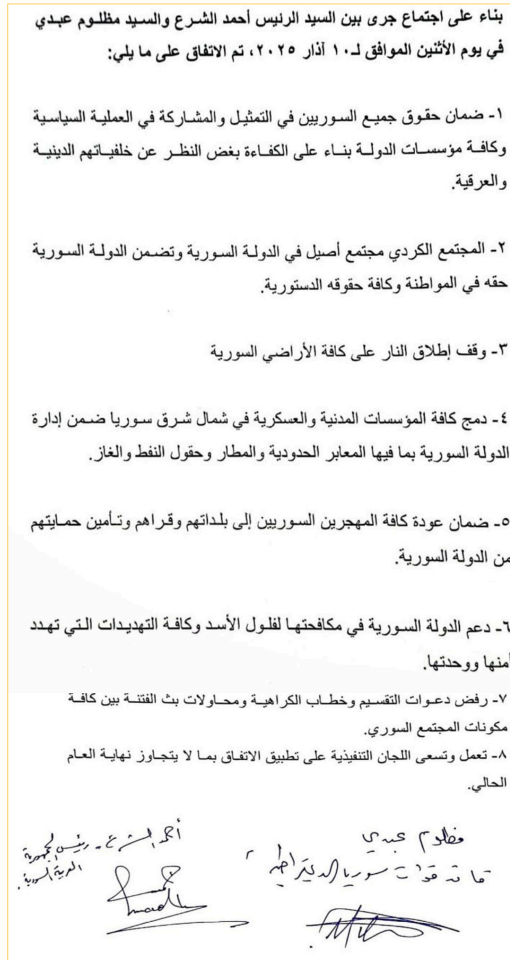 بناء على اجتماع جرى بين السيد الرئيس أحمد الشرع والسيد مظلوم عبدي
في يوم الأثنين الموافق لـ ١٠ آذار ٢٠٢٥، تم الاتفاق على ما يلي:
١- ضمان حقوق جميع السوريين في التمثيل والمشاركة في العملية السياسية
وكافة مؤسسات الدولة بناء على الكفاءة بغض النظر عن خلفياتهم الدينية
والعرقية.
٢- المجتمع الكردي مجتمع أصيل في الدولة السورية وتضمن الدولة السورية
حقه في المواطنة وكافة حقوقه الدستورية.
٣- وقف إطلاق النار على كافة الأراضي السورية
٤- دمج كافة المؤسسات المدنية والعسكرية في شمال شرق سوريا ضمن إدارة
الدولة السورية بما فيها المعابر الحدودية والمطار وحقول النفط والغاز.
٥- ضمان عودة كافة المهجرين السوريين إلى بلداتهم وقراهم وتأمين حمايتهم
من الدولة السورية.
٦- دعم الدولة السورية في مكافحتها لفلول الأسد وكافة التهديدات التي تهدد
أمنها ووحدتها.
٧- رفض دعوات التقسيم وخطاب الكراهية ومحاولات بث الفتنة بين كافة
مكونات المجتمع السوري.
٨- تعمل وتسعى اللجان التنفيذية على تطبيق الاتفاق بما لا يتجاوز نهاية العام
الحالي.
مظلوم عبدي
قائد قوات سوريا الديمقراطية
أحمد الشرع - رئيس الجمهورية
العربية السورية.